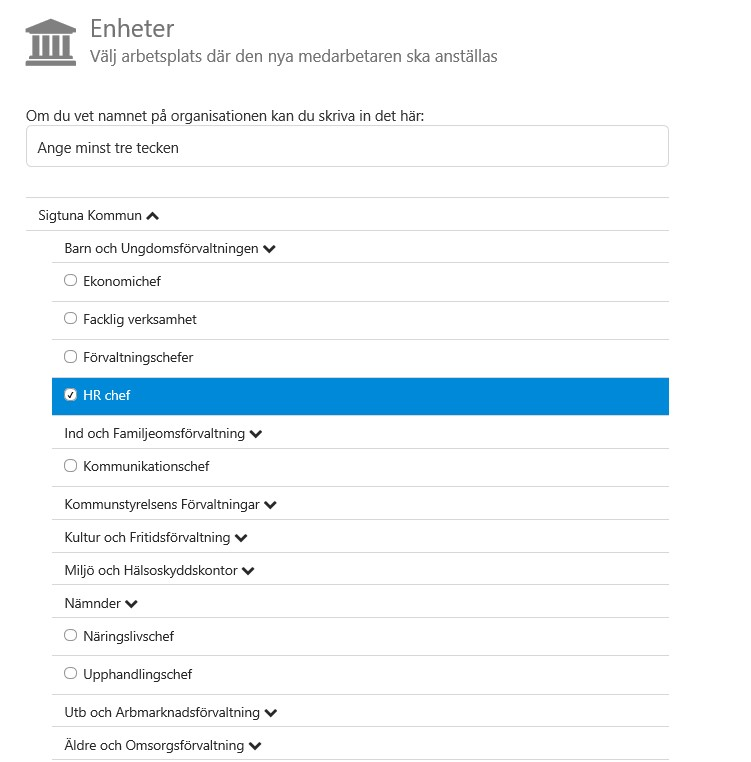 Enheter
Välj arbetsplats där den nya medarbetaren ska anställas
Om du vet namnet på organisationen kan du skriva in det här:
Ange minst tre tecken
Sigtuna Kommun
Barn och Ungdomsförvaltningen
Ekonomichef
Facklig verksamhet
Förvaltningschefer
HR chef
Ind och Familjeomsförvaltning
Kommunikationschef
Kommunstyrelsens Förvaltningar
Kultur och Fritidsförvaltning
Miljö och Hälsoskyddskontor
Nämnder
Näringslivschef
Upphandlingschef
Utb och Arbmarknadsförvaltning
Äldre och Omsorgsförvaltning